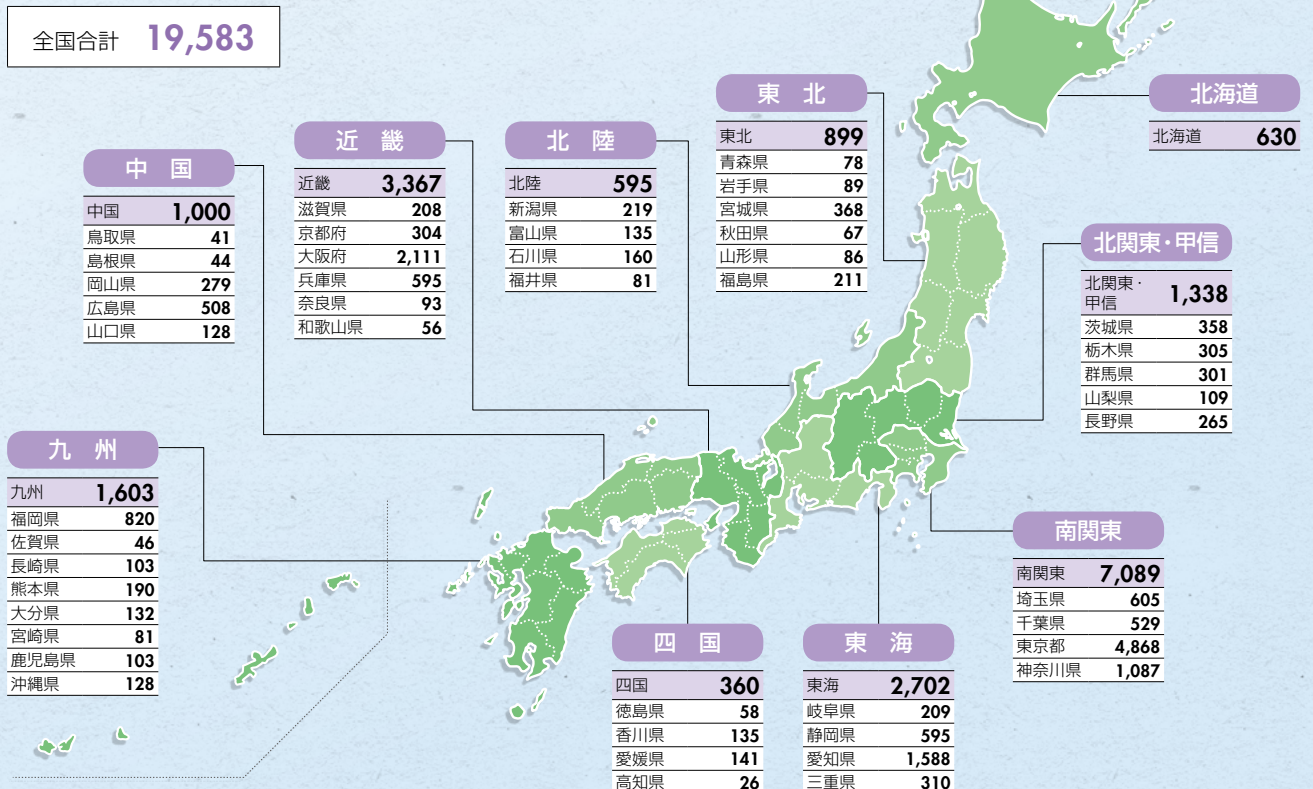 全国合計 19,583
北海道
北海道 630
東 北
東北 899
青森県 78
岩手県 89
宮城県 368
秋田県 67
山形県 86
福島県 211
北 陸
北陸 595
新潟県 219
富山県 135
石川県 160
福井県 81
近 畿
近畿 3,367
滋賀県 208
京都府 304
大阪府 2,111
兵庫県 595
奈良県 93
和歌山県 56
中 国
中国 1,000
鳥取県 41
島根県 44
岡山県 279
広島県 508
山口県 128
北関東・甲信
北関東・
甲信 1,338
茨城県 358
栃木県 305
群馬県 301
山梨県 109
長野県 265
九 州
九州 1,603
福岡県 820
佐賀県 46
長崎県 103
熊本県 190
大分県 132
宮崎県 81
鹿児島県 103
沖縄県 128
南関東
南関東 7,089
埼玉県 605
千葉県 529
東京都 4,868
神奈川県 1,087
四 国
四国 360
徳島県 58
香川県 135
愛媛県 141
高知県 26
東 海
東海 2,702
岐阜県 209
静岡県 595
愛知県 1,588
三重県 310